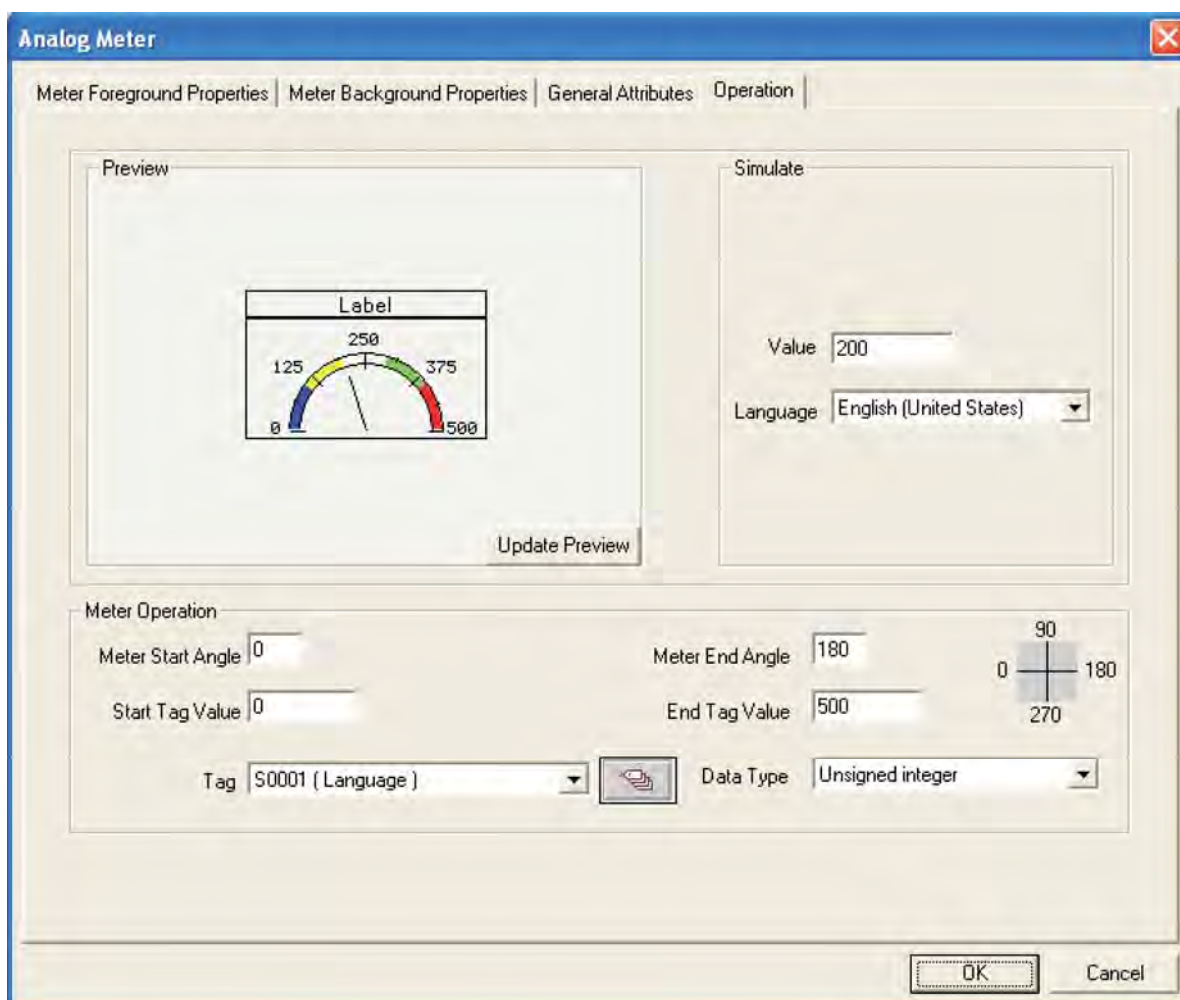 Analog Meter
Meter Foreground Properties
Meter Background Properties
General Attributes
Operation
Preview
Label
0
125
250
375
500
Update Preview
Simulate
Value 200
Language English (United States)
Meter Operation
Meter Start Angle 0
Meter End Angle 180
Start Tag Value 0
End Tag Value 500
90
0
180
270
Tag S0001 ( Language )
Data Type Unsigned integer
OK
Cancel